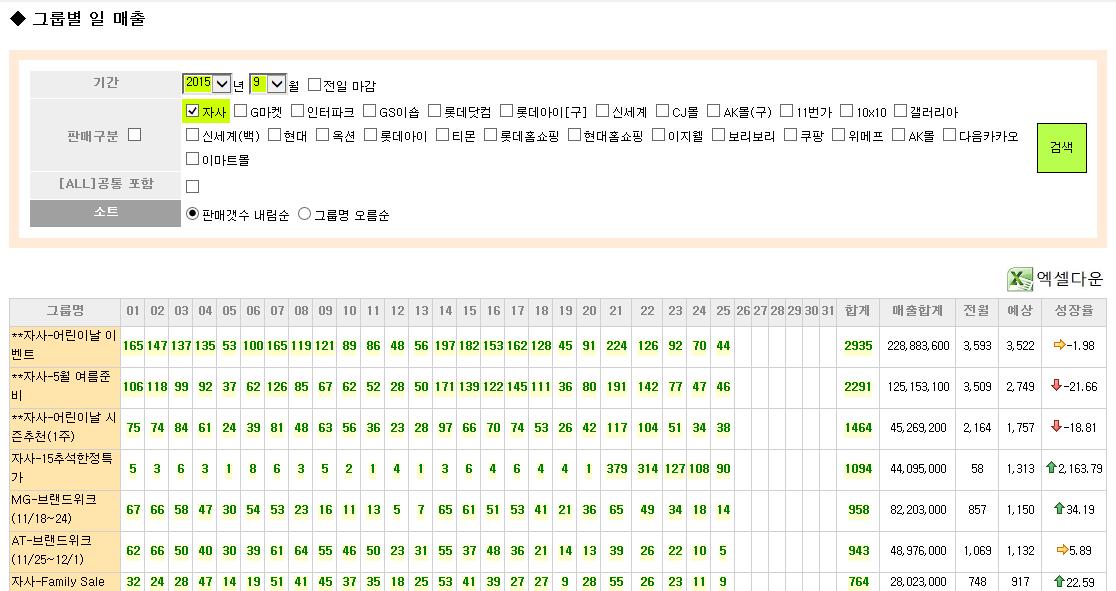 ◆ 그룹별 일 매출
기간 2015 년 9 월 전일 마감
판매구분 자사 G마켓 인터파크 GS이숍 롯데닷컴 롯데아이[구] 신세계 CJ몰 AK몰(구) 11번가 10x10 갤러리아
신세계(백) 현대 옥션 롯데아이 티몬 롯데홈쇼핑 현대홈쇼핑 이지웰 보리보리 쿠팡 위메프 AK몰 다음카카오
이마트몰
검색
[ALL]공통 포함
소트 판매갯수 내림순 그룹명 오름순
엑셀다운
그룹명 01 02 03 04 05 06 07 08 09 10 11 12 13 14 15 16 17 18 19 20 21 22 23 24 25 26 27 28 29 30 31 합계 매출합계 전월 예상 성장률
**자사-어린이날 이
벤트
165 147 137 135 53 100 165 119 121 89 86 48 56 197 182 153 162 128 45 91 224 126 92 70 44 2935 228,883,600 3,593 3,522 -1.98
**자사-5월 여름준
비
106 118 99 92 37 62 126 85 67 62 52 28 50 171 139 122 145 111 36 80 191 142 77 47 46 2291 125,153,100 3,509 2,749 -21.66
**자사-어린이날 시
즌추천(1주)
75 74 84 61 24 39 81 48 63 56 36 23 28 97 66 70 74 53 26 42 117 104 51 34 38 1464 45,269,200 2,164 1,757 -18.81
자사-15추석한정특
가
5 3 6 3 1 8 6 3 5 2 1 4 1 3 6 4 6 4 4 1 379 314 127 108 90 1094 44,095,000 58 1,313 2,163.79
MG-브랜드위크
(11/18~24)
67 66 58 47 30 54 53 23 16 11 13 5 7 65 61 51 53 41 21 36 65 49 34 18 14 958 82,203,000 857 1,150 34.19
AT-브랜드위크
(11/25~12/1)
62 66 50 40 30 39 61 64 55 46 50 23 31 55 37 48 36 21 14 13 39 26 22 10 5 943 48,976,000 1,069 1,132 5.89
자사-Family Sale 32 24 28 47 14 19 51 41 45 37 35 18 25 53 41 39 27 27 9 28 55 26 23 11 9 764 28,023,000 748 917 22.59